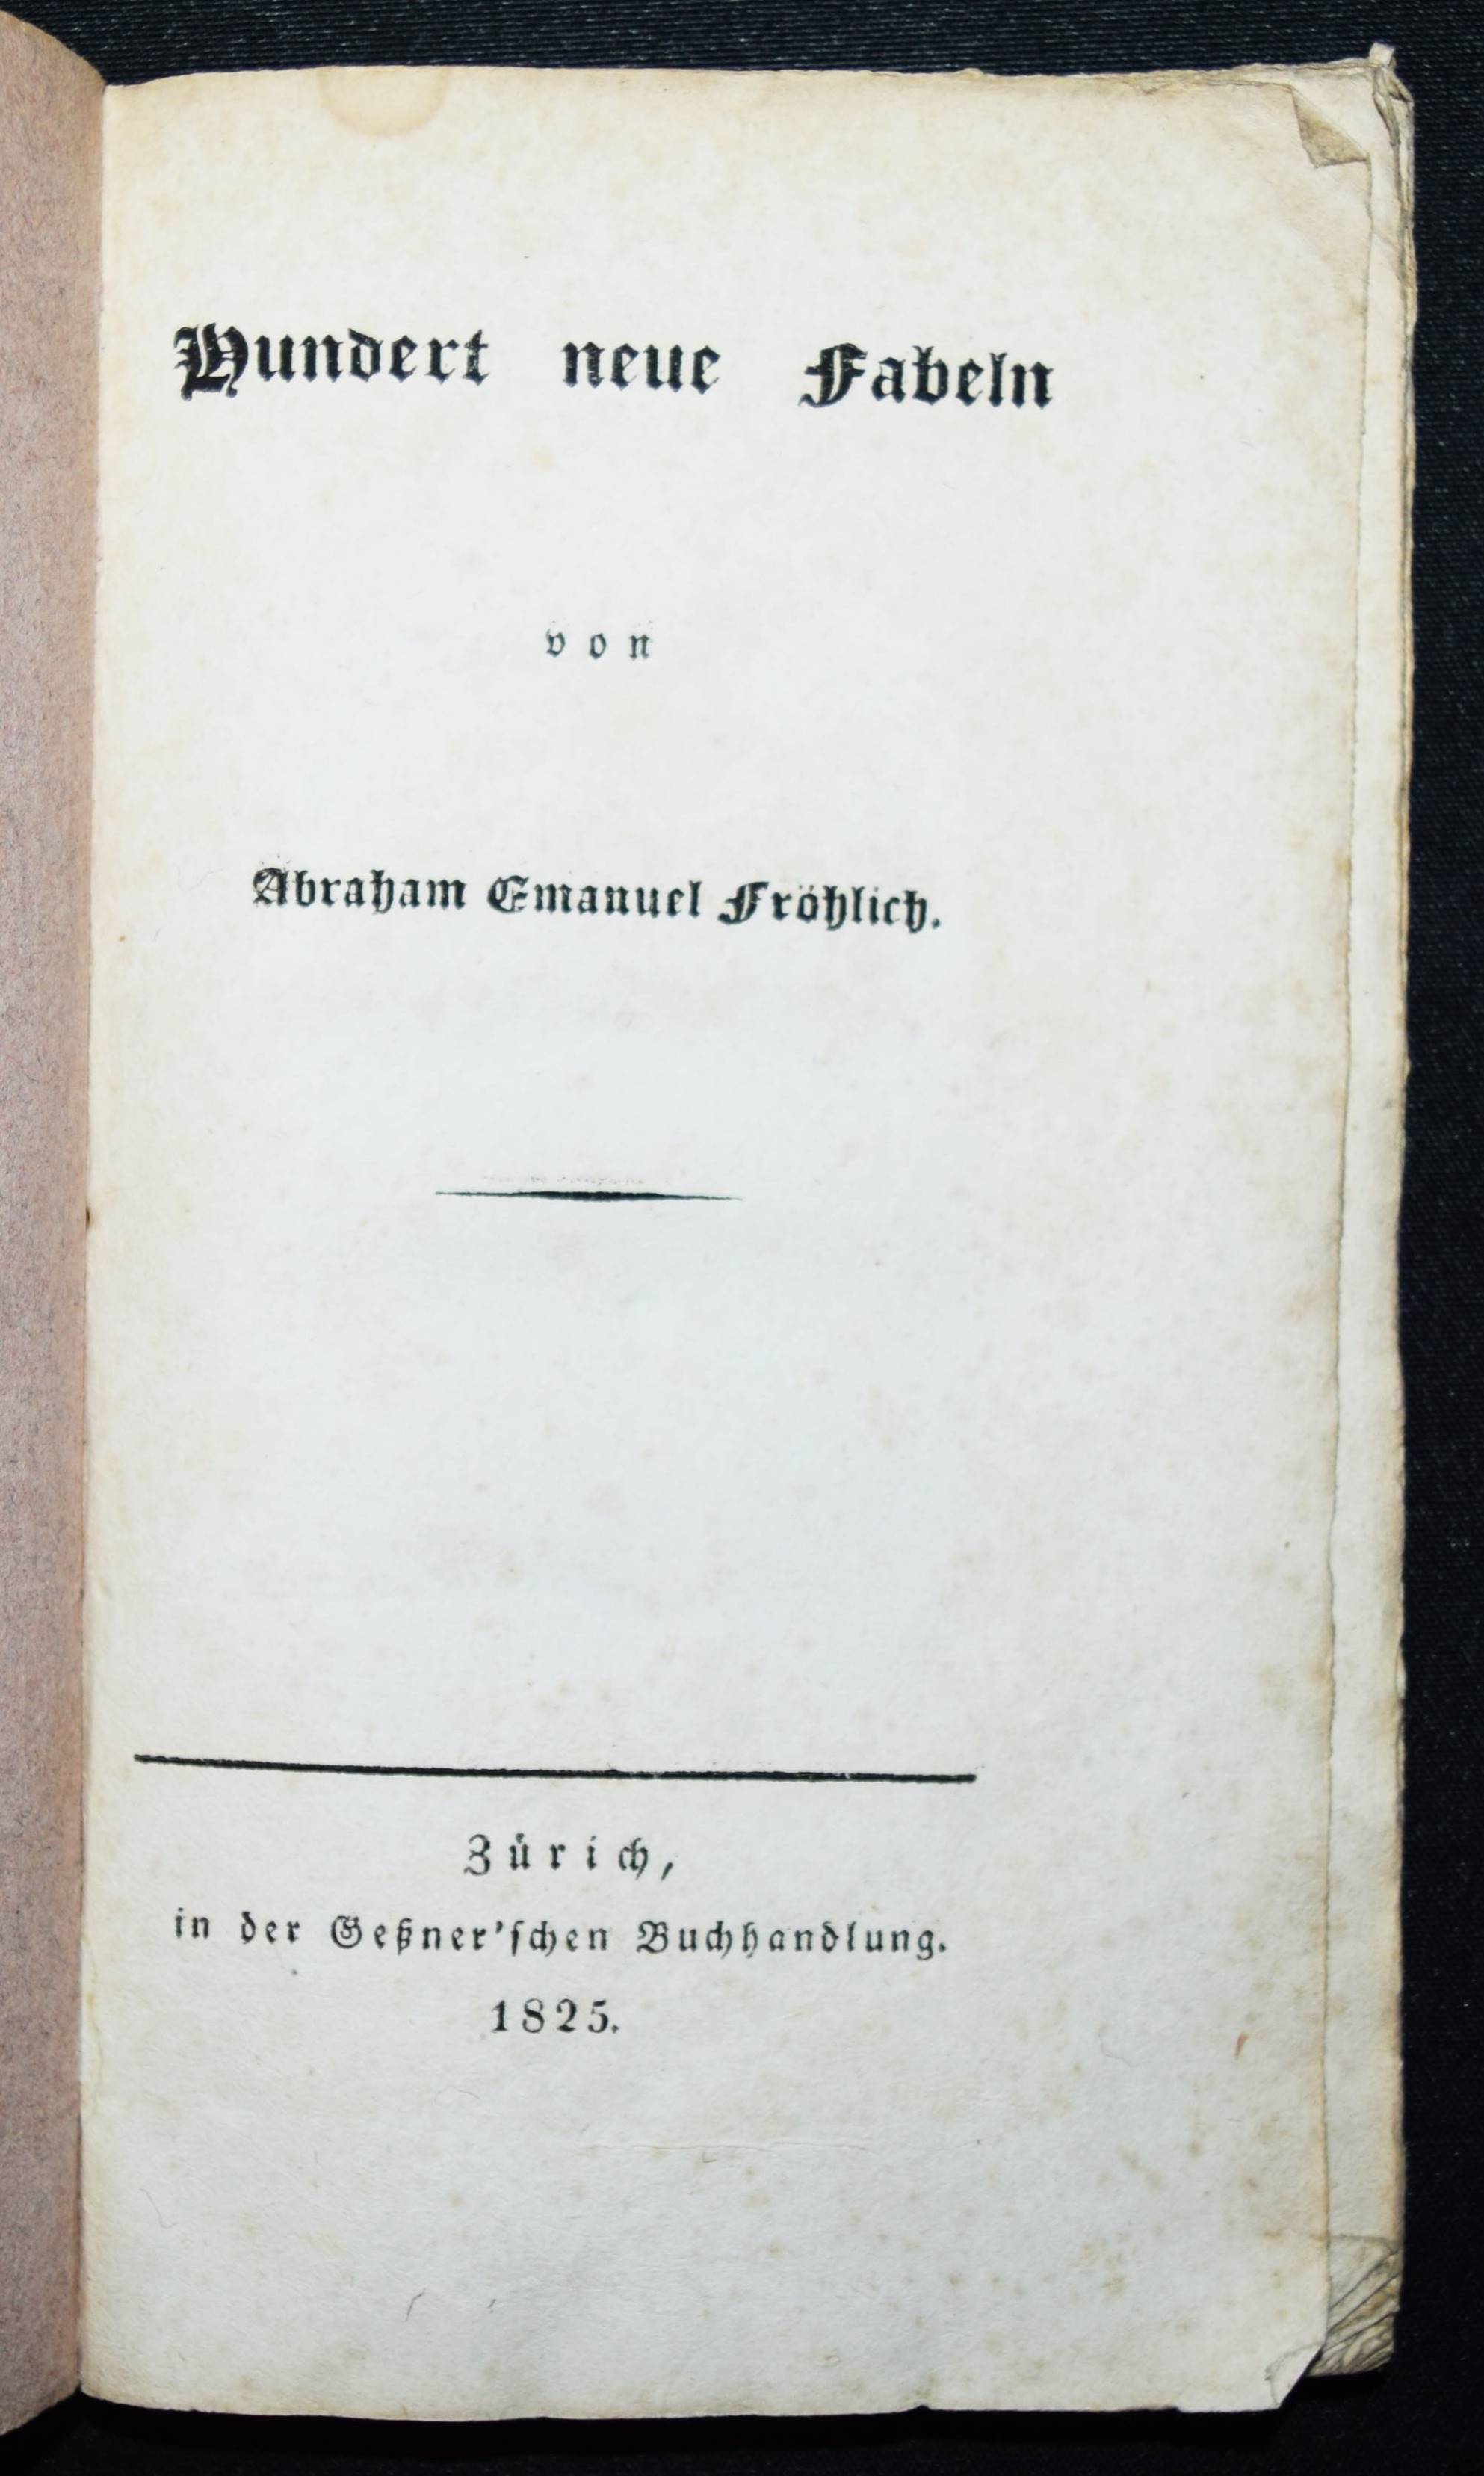 Hundert neue Fabeln
von
Abraham Emanuel Fröhlich.
Zürich,
in der Geßner'ſchen Buchhandlung.
1825.